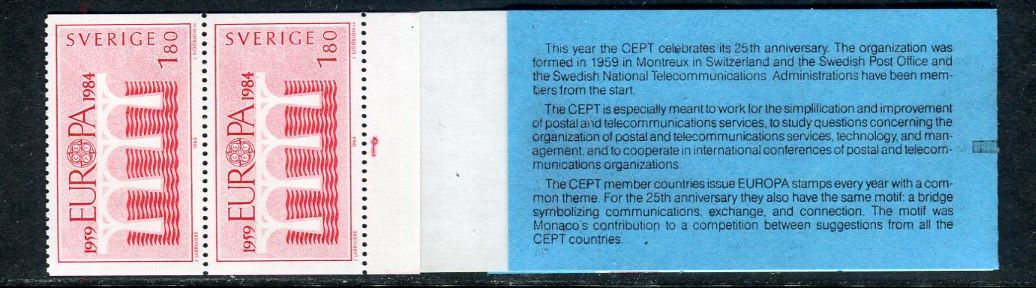 SVERIGE 1.80
1959 EUROPA 1984
SVERIGE 1.80
1959 EUROPA 1984
This year the CEPT celebrates its 25th anniversary. The organization was
formed in 1959 in Montreux in Switzerland and the Swedish Post Office and
the Swedish National Telecommunications Administrations have been mem-
bers from the start.
The CEPT is especially meant to work for the simplification and improvement
of postal and telecommunications services, to study questions concerning the
organization of postal and telecommunications services, technology, and man-
agement, and to cooperate in international conferences of postal and telecom-
munications organizations.
The CEPT member countries issue EUROPA stamps every year with a com-
mon theme. For the 25th anniversary they also have the same motif: a bridge
symbolizing communications, exchange, and connection. The motif was
Monaco's contribution to a competition between suggestions from all the
CEPT countries.